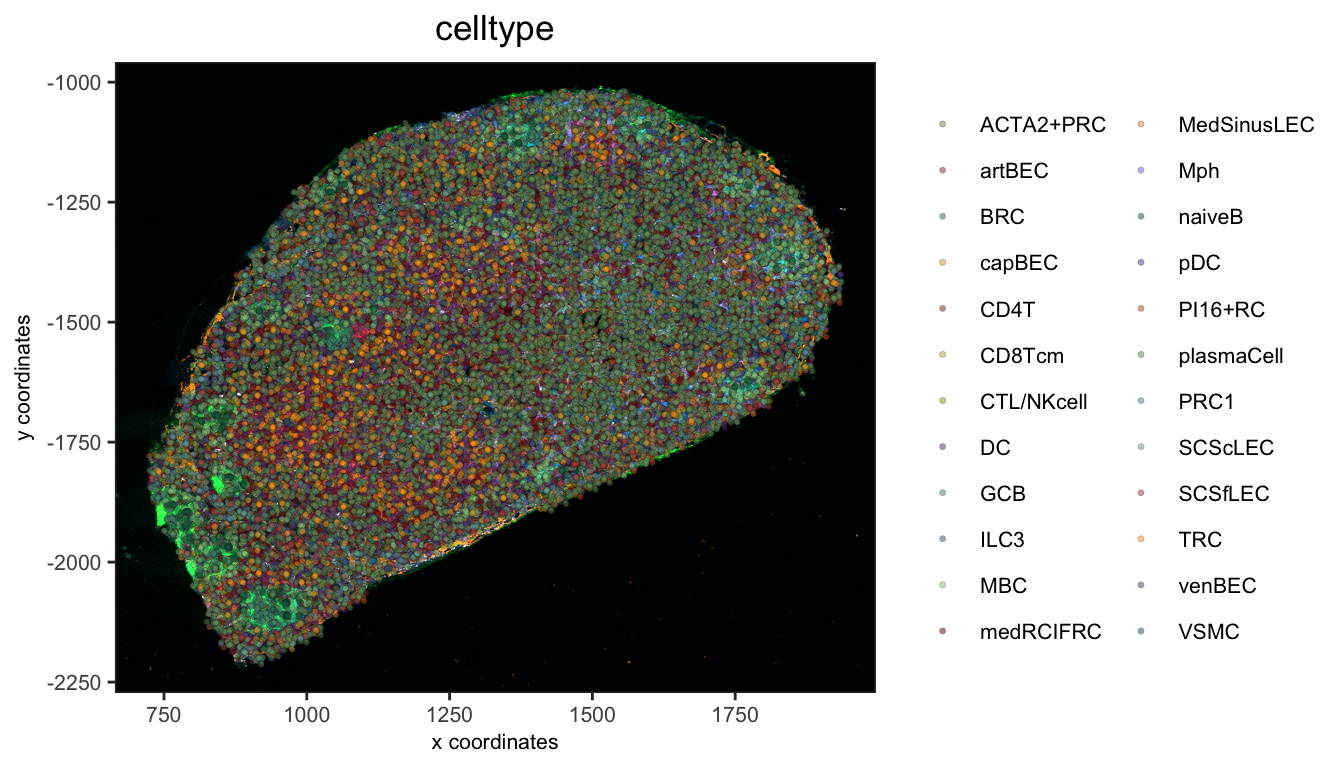 celltype
-1000
-1250
-1500
-1750
-2000
-2250
y coordinates
750 1000 1250 1500 1750
x coordinates
ACTA2+PRC MedSinusLEC
artBEC Mph
BRC naiveB
capBEC pDC
CD4T PI16+RC
CD8Tcm plasmaCell
CTL/NKcell PRC1
DC SCScLEC
GCB SCSfLEC
ILC3 TRC
MBC venBEC
medRCIFRC VSMC